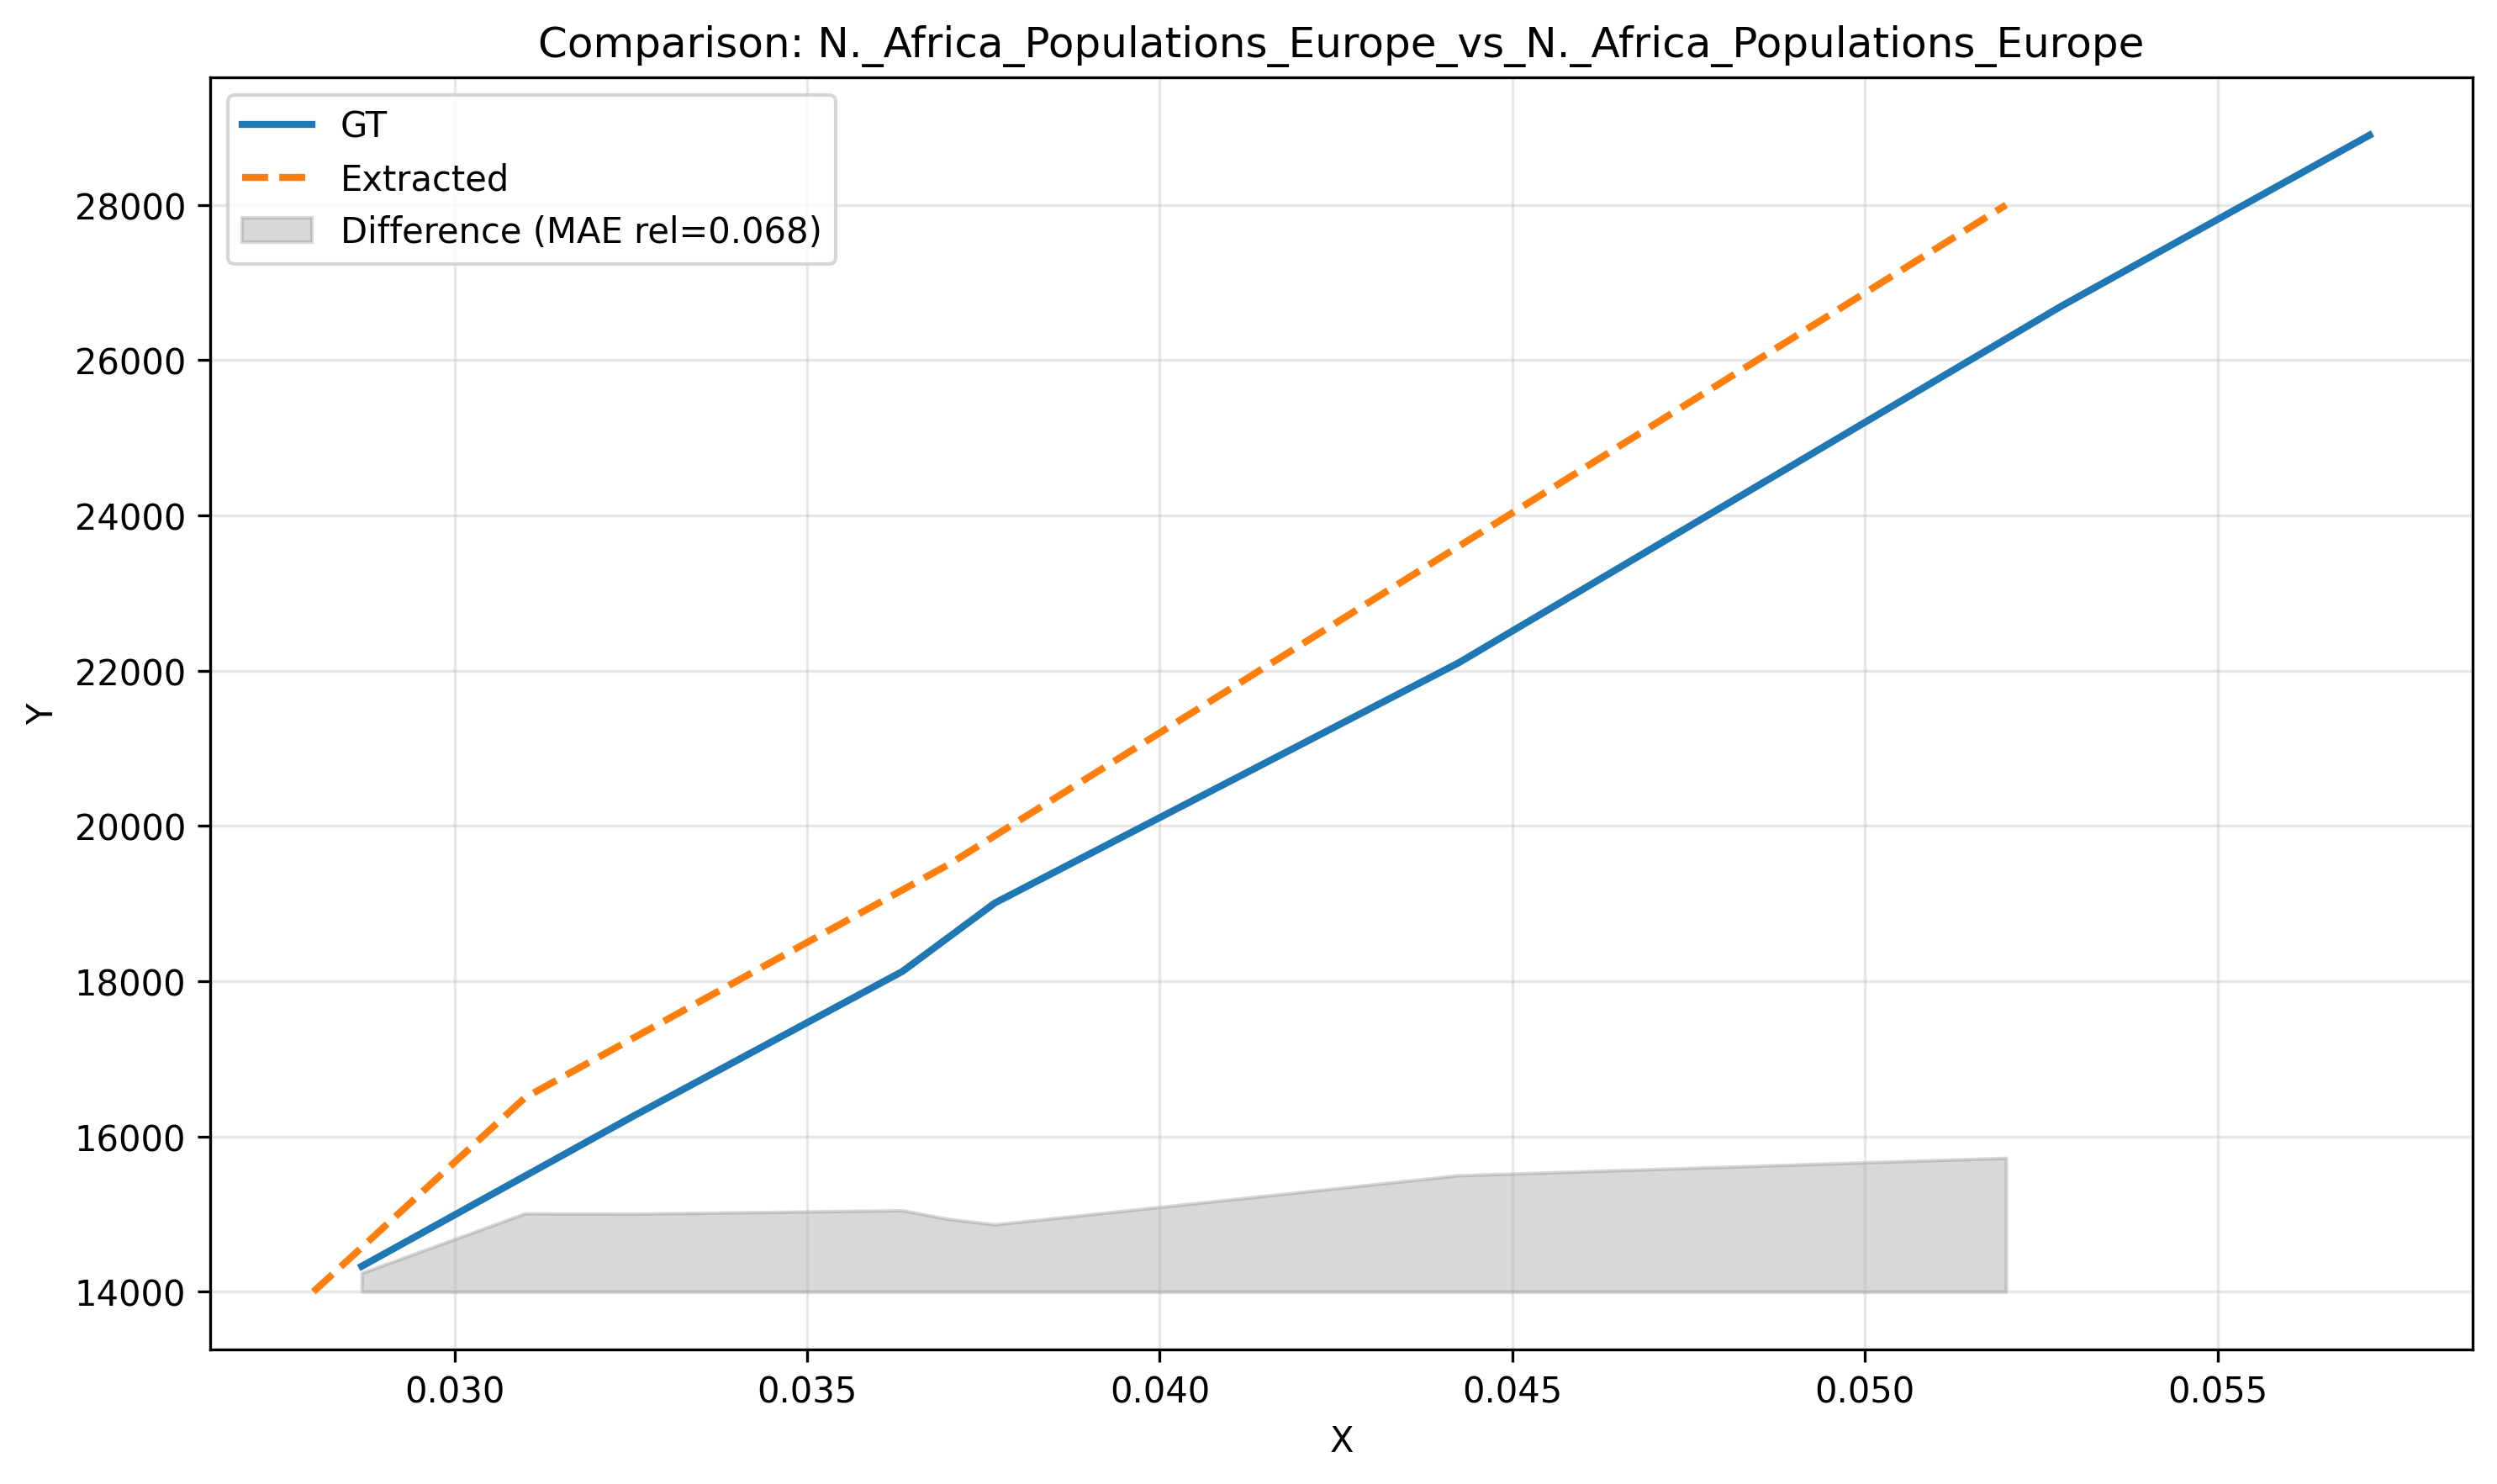 Comparison: N._Africa_Populations_Europe_vs_N._Africa_Populations_Europe
GT
Extracted
Difference (MAE rel=0.068)
28000
26000
24000
22000
20000
18000
16000
14000
Y
0.030 0.035 0.040 0.045 0.050 0.055
X